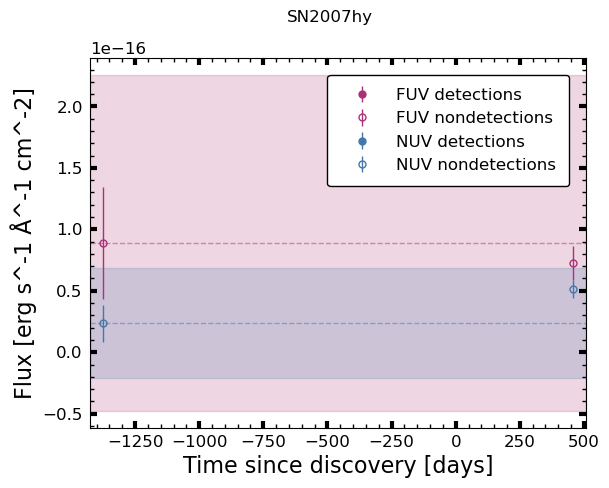 SN2007hy
1e−16
FUV detections
FUV nondetections
NUV detections
NUV nondetections
2.0
1.5
1.0
0.5
0.0
−0.5
Flux [erg s^-1 Å^-1 cm^-2]
−1250 −1000 −750 −500 −250 0 250 500
Time since discovery [days]